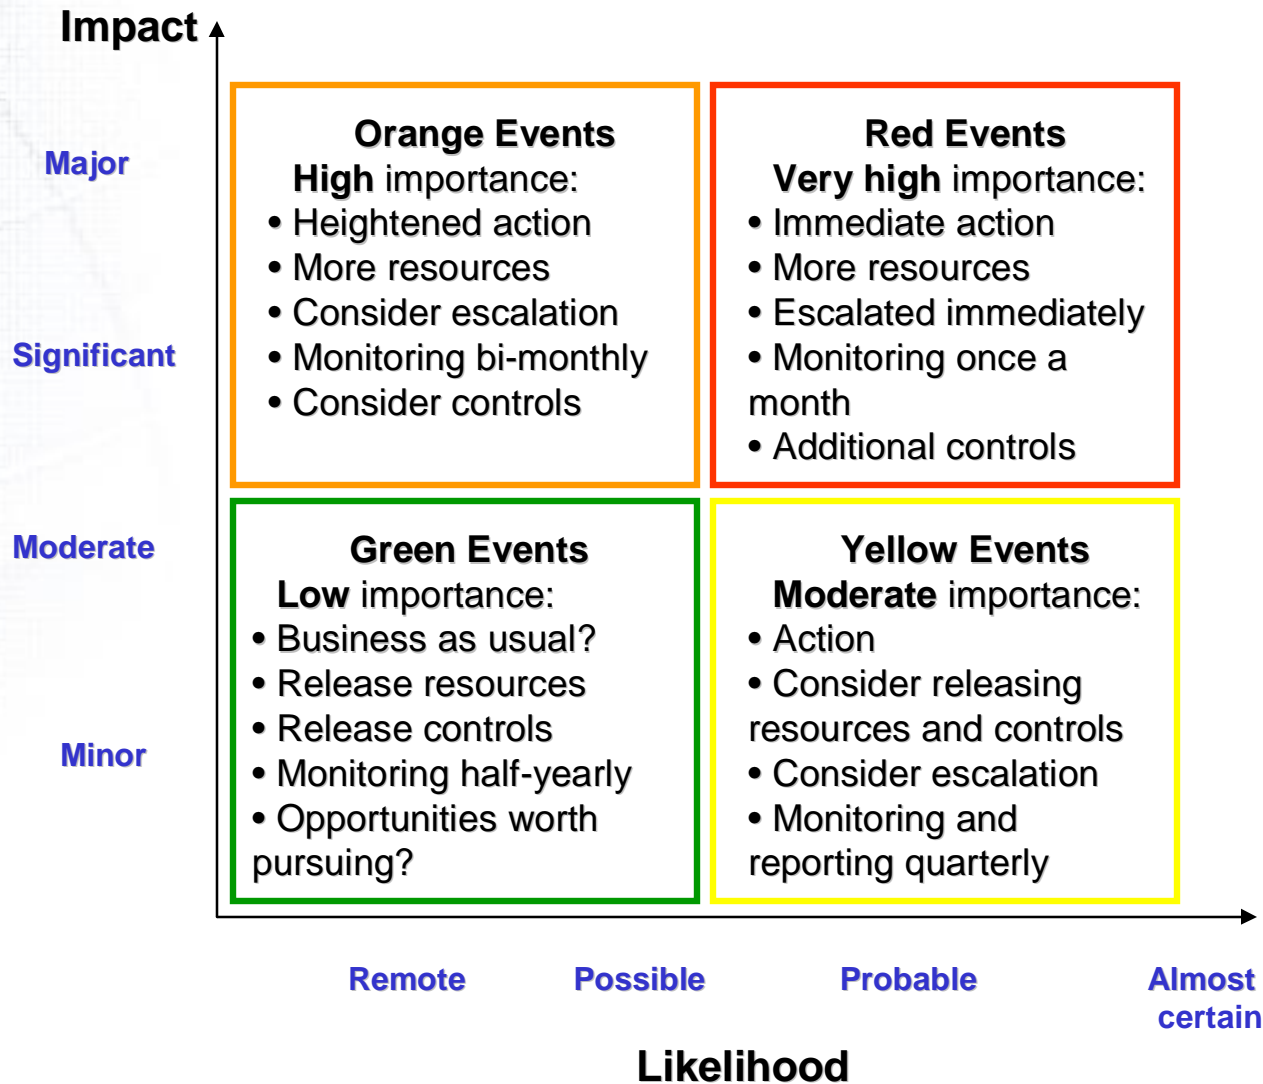 Impact
Major
Significant
Moderate
Minor
Orange Events
High importance:
• Heightened action
• More resources
• Consider escalation
• Monitoring bi-monthly
• Consider controls
Red Events
Very high importance:
• Immediate action
• More resources
• Escalated immediately
• Monitoring once a
month
• Additional controls
Green Events
Low importance:
• Business as usual?
• Release resources
• Release controls
• Monitoring half-yearly
• Opportunities worth
pursuing?
Yellow Events
Moderate importance:
• Action
• Consider releasing
resources and controls
• Consider escalation
• Monitoring and
reporting quarterly
Remote
Possible
Probable
Almost
certain
Likelihood